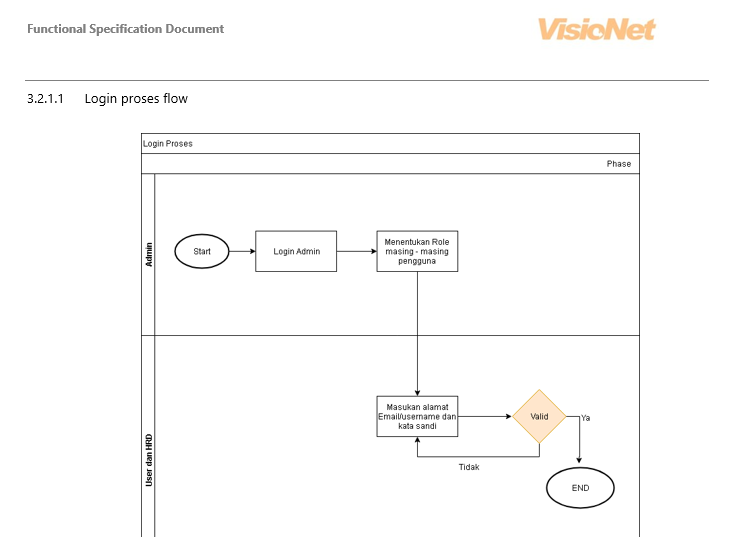 Functional Specification Document
VisioNet
3.2.1.1 Login proses flow
Login Proses
Phase
Admin
Start
Login Admin
Menentukan Role
masing - masing
pengguna
User dan HRD
Masukan alamat
Email/username dan
kata sandi
Valid
Ya
Tidak
END